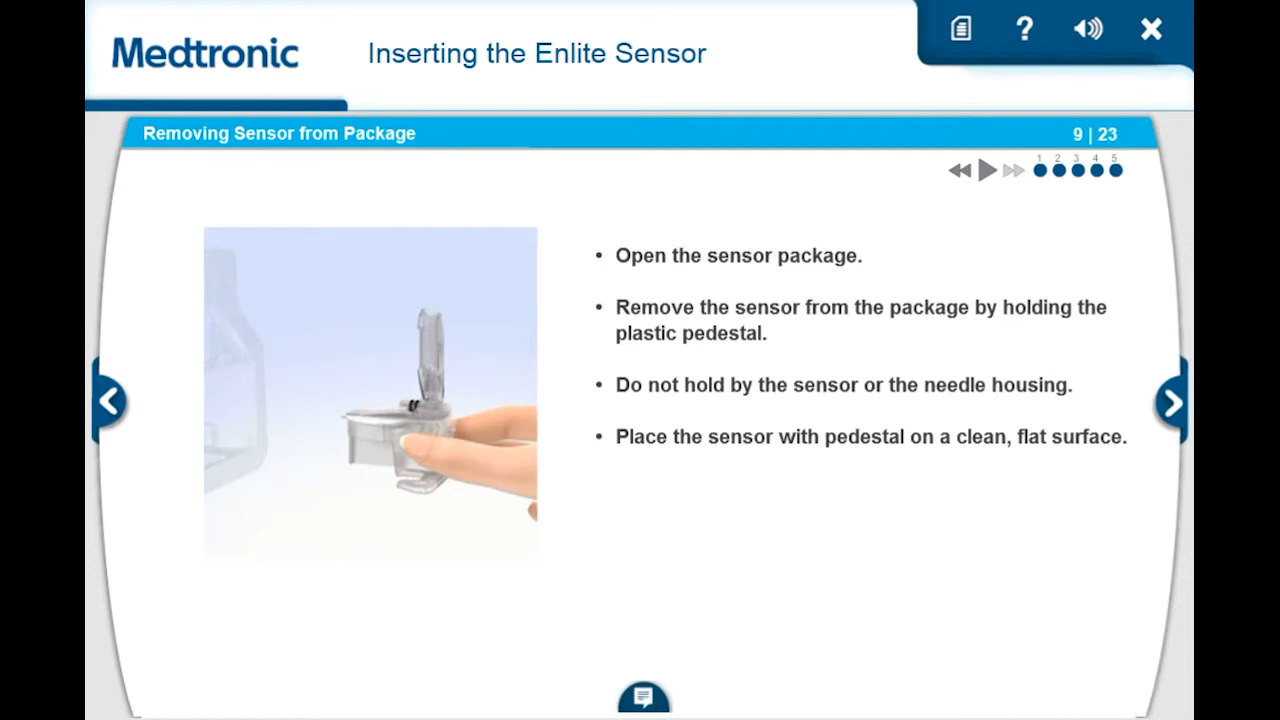 Medtronic
Inserting the Enlite Sensor
?
Removing Sensor from Package
9 | 23
1 2 3 4 5
• Open the sensor package.
• Remove the sensor from the package by holding the
plastic pedestal.
• Do not hold by the sensor or the needle housing.
• Place the sensor with pedestal on a clean, flat surface.